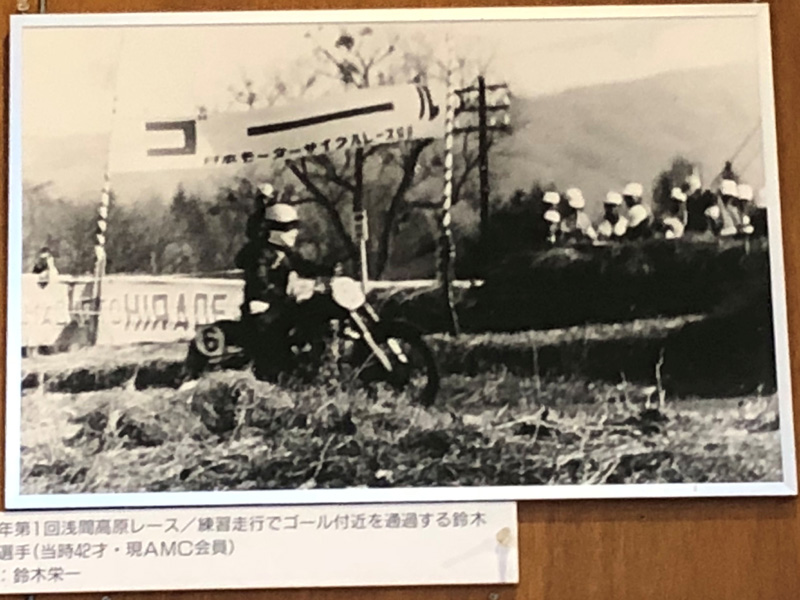 ゴール
日本モーターサイクルレース
HIRADE
6
年第1回浅間高原レース／練習走行でゴール付近を通過する鈴木
選手(当時42才・現AMC会員)
：鈴木栄一